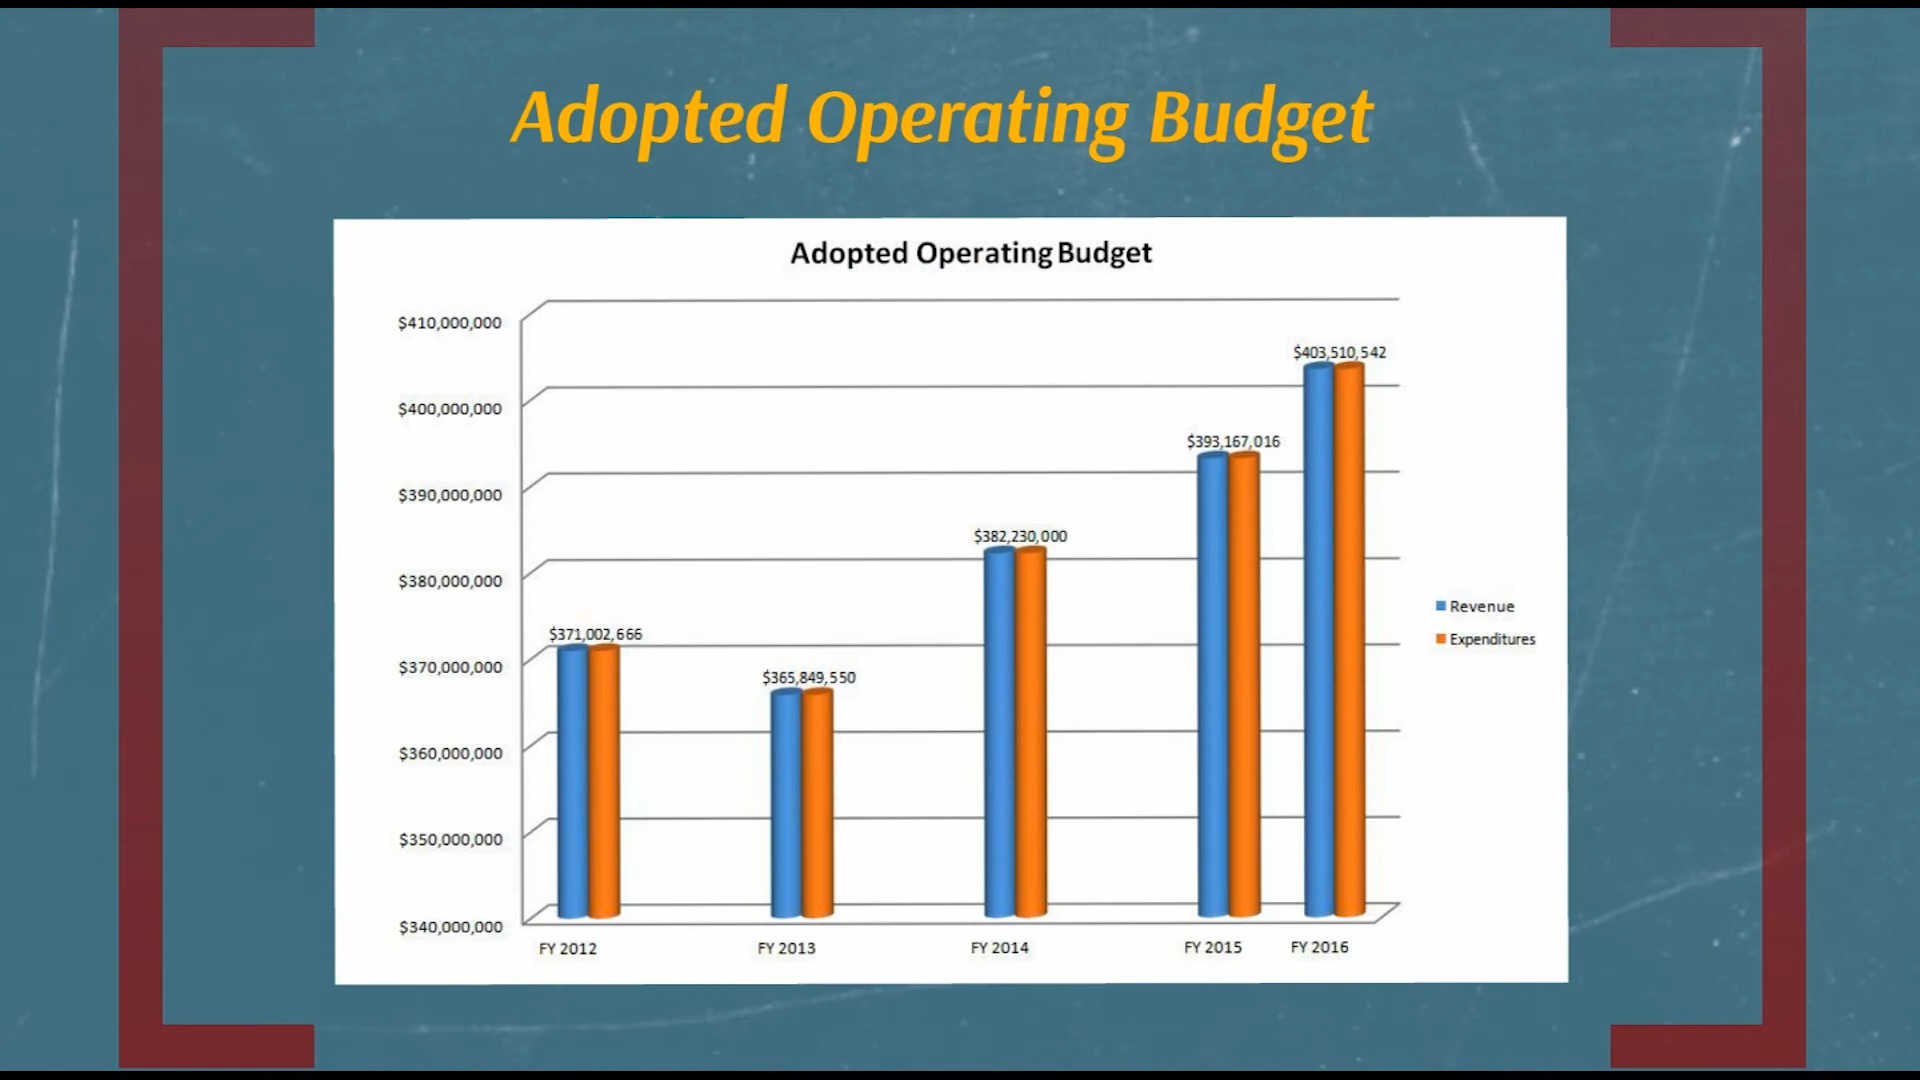 Adopted Operating Budget
Adopted Operating Budget
$410,000,000
$400,000,000
$390,000,000
$380,000,000
$370,000,000
$360,000,000
$350,000,000
$340,000,000
$371,002,666
$365,849,550
$382,230,000
$393,167,016
$403,510,542
FY 2012
FY 2013
FY 2014
FY 2015
FY 2016
Revenue
Expenditures